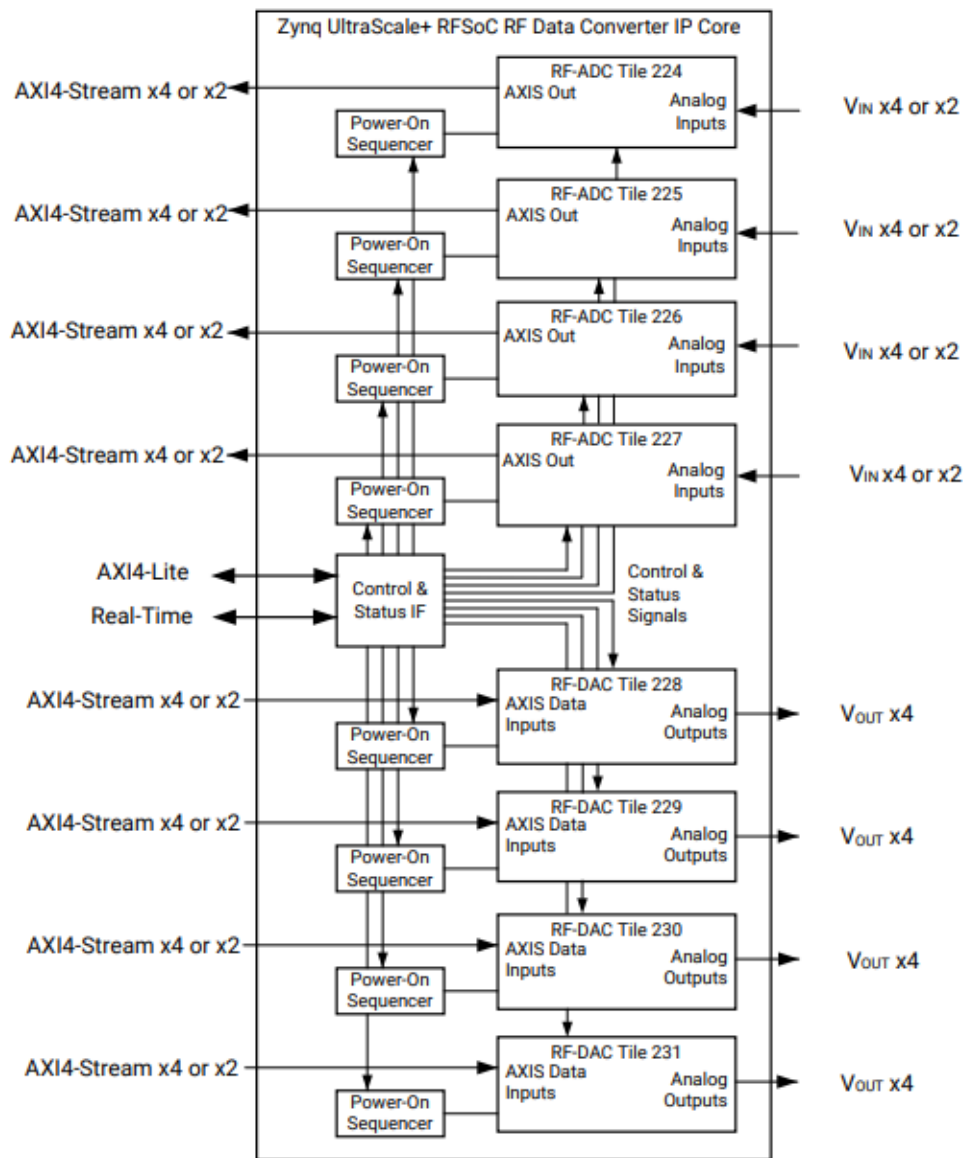 Zynq UltraScale+ RFSoC RF Data Converter IP Core
RF-ADC Tile 224
AXI4-Stream x4 or x2
AXIS Out
Analog
Inputs
VIN x4 or x2
Power-On
Sequencer
RF-ADC Tile 225
AXI4-Stream x4 or x2
AXIS Out
Analog
Inputs
VIN x4 or x2
Power-On
Sequencer
RF-ADC Tile 226
AXI4-Stream x4 or x2
AXIS Out
Analog
Inputs
VIN x4 or x2
Power-On
Sequencer
RF-ADC Tile 227
AXI4-Stream x4 or x2
AXIS Out
Analog
Inputs
VIN x4 or x2
Power-On
Sequencer
AXI4-Lite
Real-Time
Control &
Status IF
Control &
Status
Signals
RF-DAC Tile 228
AXI4-Stream x4 or x2
AXIS Data
Inputs
Analog
Outputs
VOUT x4
Power-On
Sequencer
RF-DAC Tile 229
AXI4-Stream x4 or x2
AXIS Data
Inputs
Analog
Outputs
VOUT x4
Power-On
Sequencer
RF-DAC Tile 230
AXI4-Stream x4 or x2
AXIS Data
Inputs
Analog
Outputs
VOUT x4
Power-On
Sequencer
RF-DAC Tile 231
AXI4-Stream x4 or x2
AXIS Data
Inputs
Analog
Outputs
VOUT x4
Power-On
Sequencer